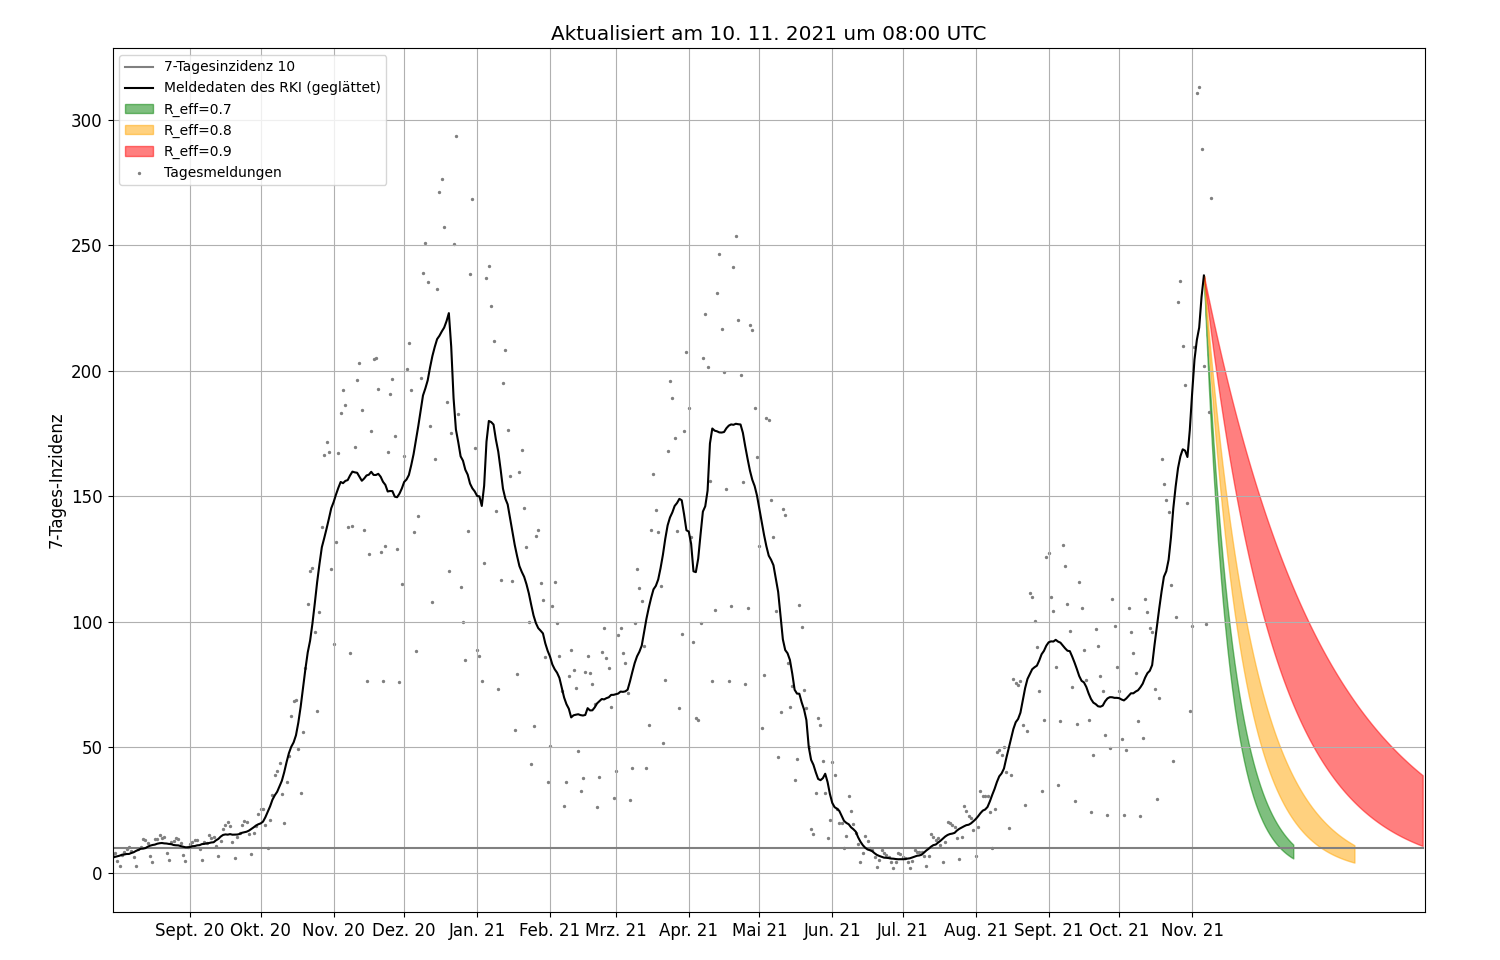 Aktualisiert am 10. 11. 2021 um 08:00 UTC
7-Tagesinzidenz 10
Meldedaten des RKI (geglättet)
R_eff=0.7
R_eff=0.8
R_eff=0.9
Tagesmeldungen
300
250
200
150
100
50
0
7-Tages-Inzidenz
Sept. 20 Okt. 20 Nov. 20 Dez. 20 Jan. 21 Feb. 21 Mrz. 21 Apr. 21 Mai 21 Jun. 21 Jul. 21 Aug. 21 Sept. 21 Oct. 21 Nov. 21